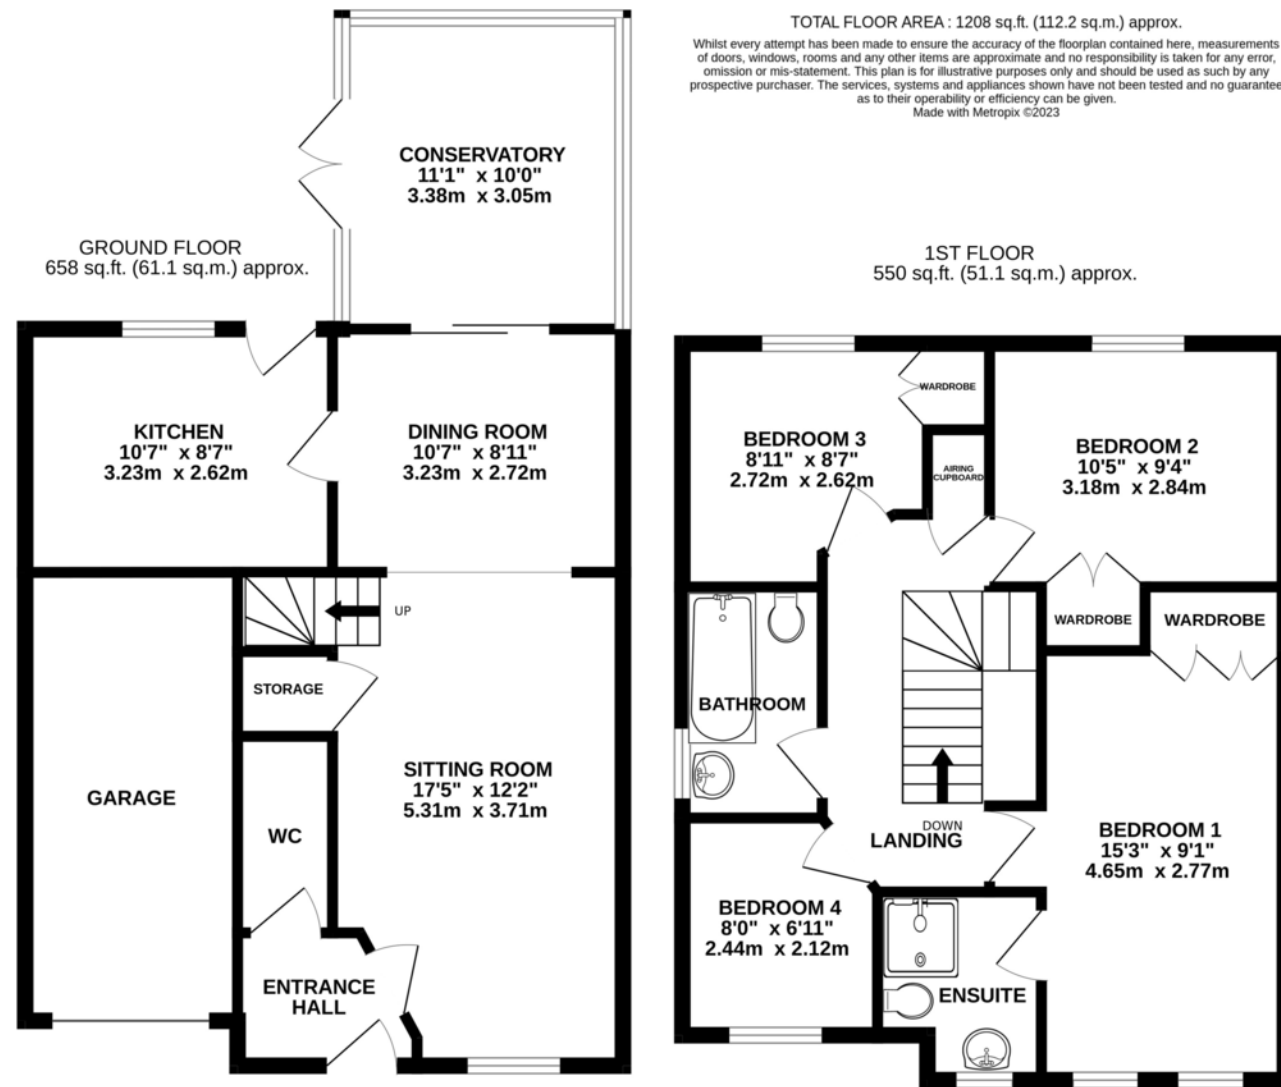 TOTAL FLOOR AREA : 1208 sq.ft. (112.2 sq.m.) approx.
Whilst every attempt has been made to ensure the accuracy of the floorplan contained here, measurements
of doors, windows, rooms and any other items are approximate and no responsibility is taken for any error,
omission or mis-statement. This plan is for illustrative purposes only and should be used as such by any
prospective purchaser. The services, systems and appliances shown have not been tested and no guarantee
as to their operability or efficiency can be given.
Made with Metropix ©2023
GROUND FLOOR
658 sq.ft. (61.1 sq.m.) approx.
CONSERVATORY
11'1" x 10'0"
3.38m x 3.05m
KITCHEN
10'7" x 8'7"
3.23m x 2.62m
DINING ROOM
10'7" x 8'11"
3.23m x 2.72m
UP
STORAGE
SITTING ROOM
17'5" x 12'2"
5.31m x 3.71m
GARAGE
WC
ENTRANCE
HALL
1ST FLOOR
550 sq.ft. (51.1 sq.m.) approx.
WARDROBE
BEDROOM 3
8'11" x 8'7"
2.72m x 2.62m
AIRING
CUPBOARD
BEDROOM 2
10'5" x 9'4"
3.18m x 2.84m
WARDROBE
WARDROBE
BATHROOM
DOWN
LANDING
BEDROOM 1
15'3" x 9'1"
4.65m x 2.77m
BEDROOM 4
8'0" x 6'11"
2.44m x 2.12m
ENSUITE